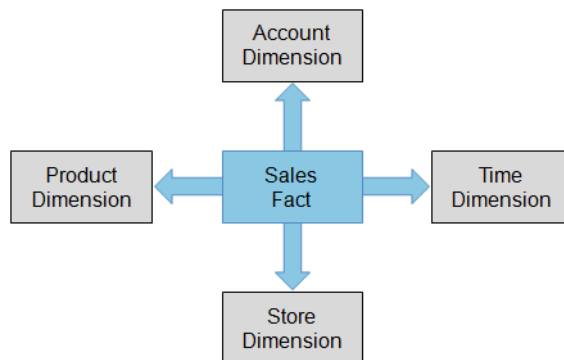 Account
Dimension
Product
Dimension
Sales
Fact
Time
Dimension
Store
Dimension